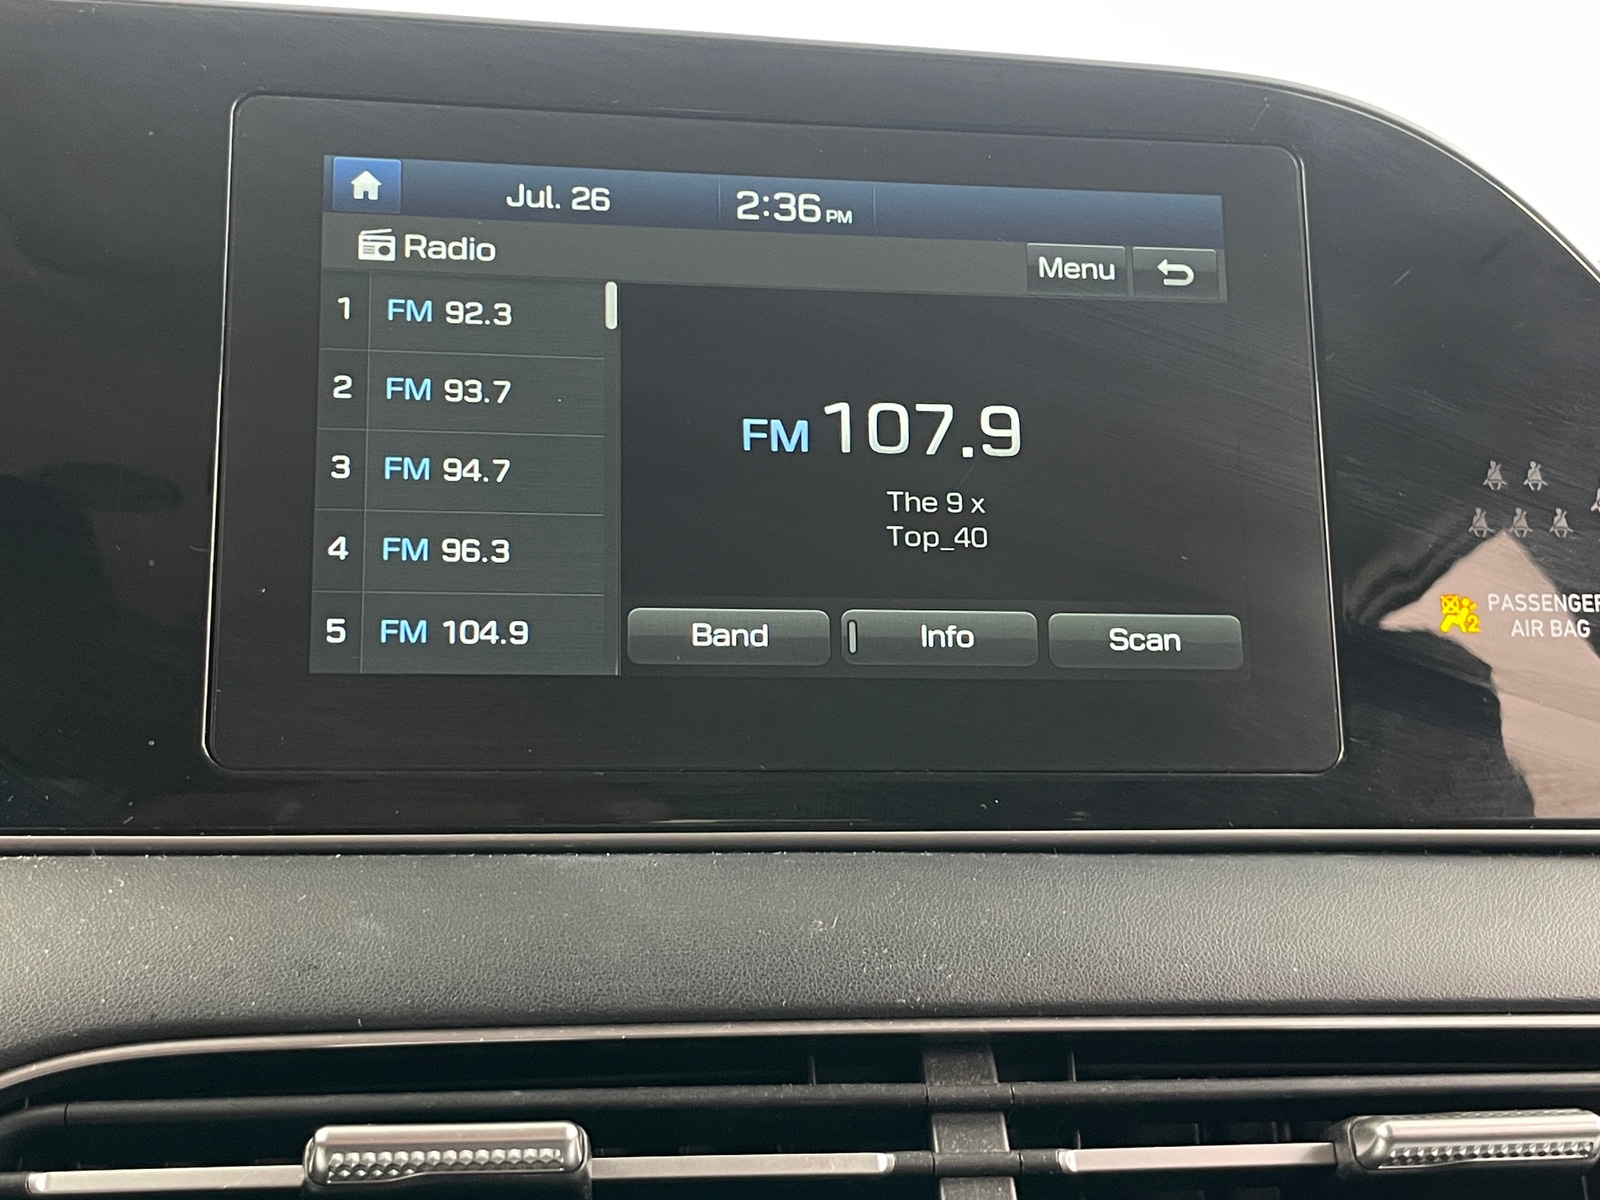 Jul. 26 2:36 PM
Radio
Menu
1 FM 92.3
2 FM 93.7
3 FM 94.7
4 FM 96.3
5 FM 104.9
FM 107.9
The 9 x
Top_40
Band
Info
Scan
2
PASSENGER
AIR BAG